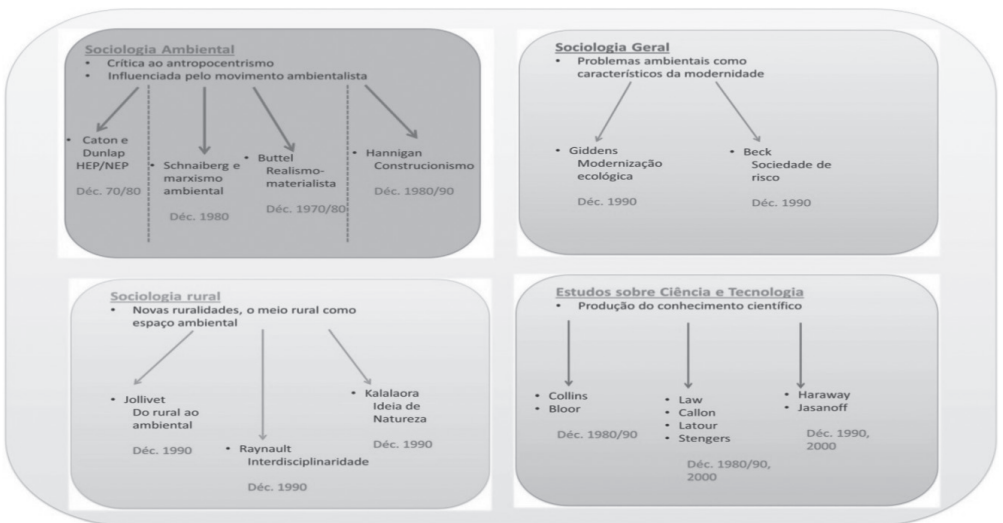 Sociologia Ambiental
• Crítica ao antropocentrismo
• Influenciada pelo movimento ambientalista
• Caton e
Dunlap
HEP/NEP
Déc. 70/80
• Schnaiberg e
marxismo
ambiental
Déc. 1980
• Buttel
Realismo-
materialista
Déc. 1970/80
• Hannigan
Construcionismo
Déc. 1980/90
Sociologia Geral
• Problemas ambientais como
característicos da modernidade
• Giddens
Modernização
ecológica
Déc. 1990
• Beck
Sociedade de
risco
Déc. 1990
Sociologia rural
• Novas ruralidades, o meio rural como
espaço ambiental
• Jollivet
Do rural ao
ambiental
Déc. 1990
• Raynault
Interdisciplinaridade
Déc. 1990
• Kalalaora
Ideia de
Natureza
Déc. 1990
Estudos sobre Ciência e Tecnologia
• Produção do conhecimento científico
• Collins
• Bloor
Déc. 1980/90
• Law
• Callon
• Latour
• Stengers
Déc. 1980/90,
2000
• Haraway
• Jasanoff
Déc. 1990,
2000